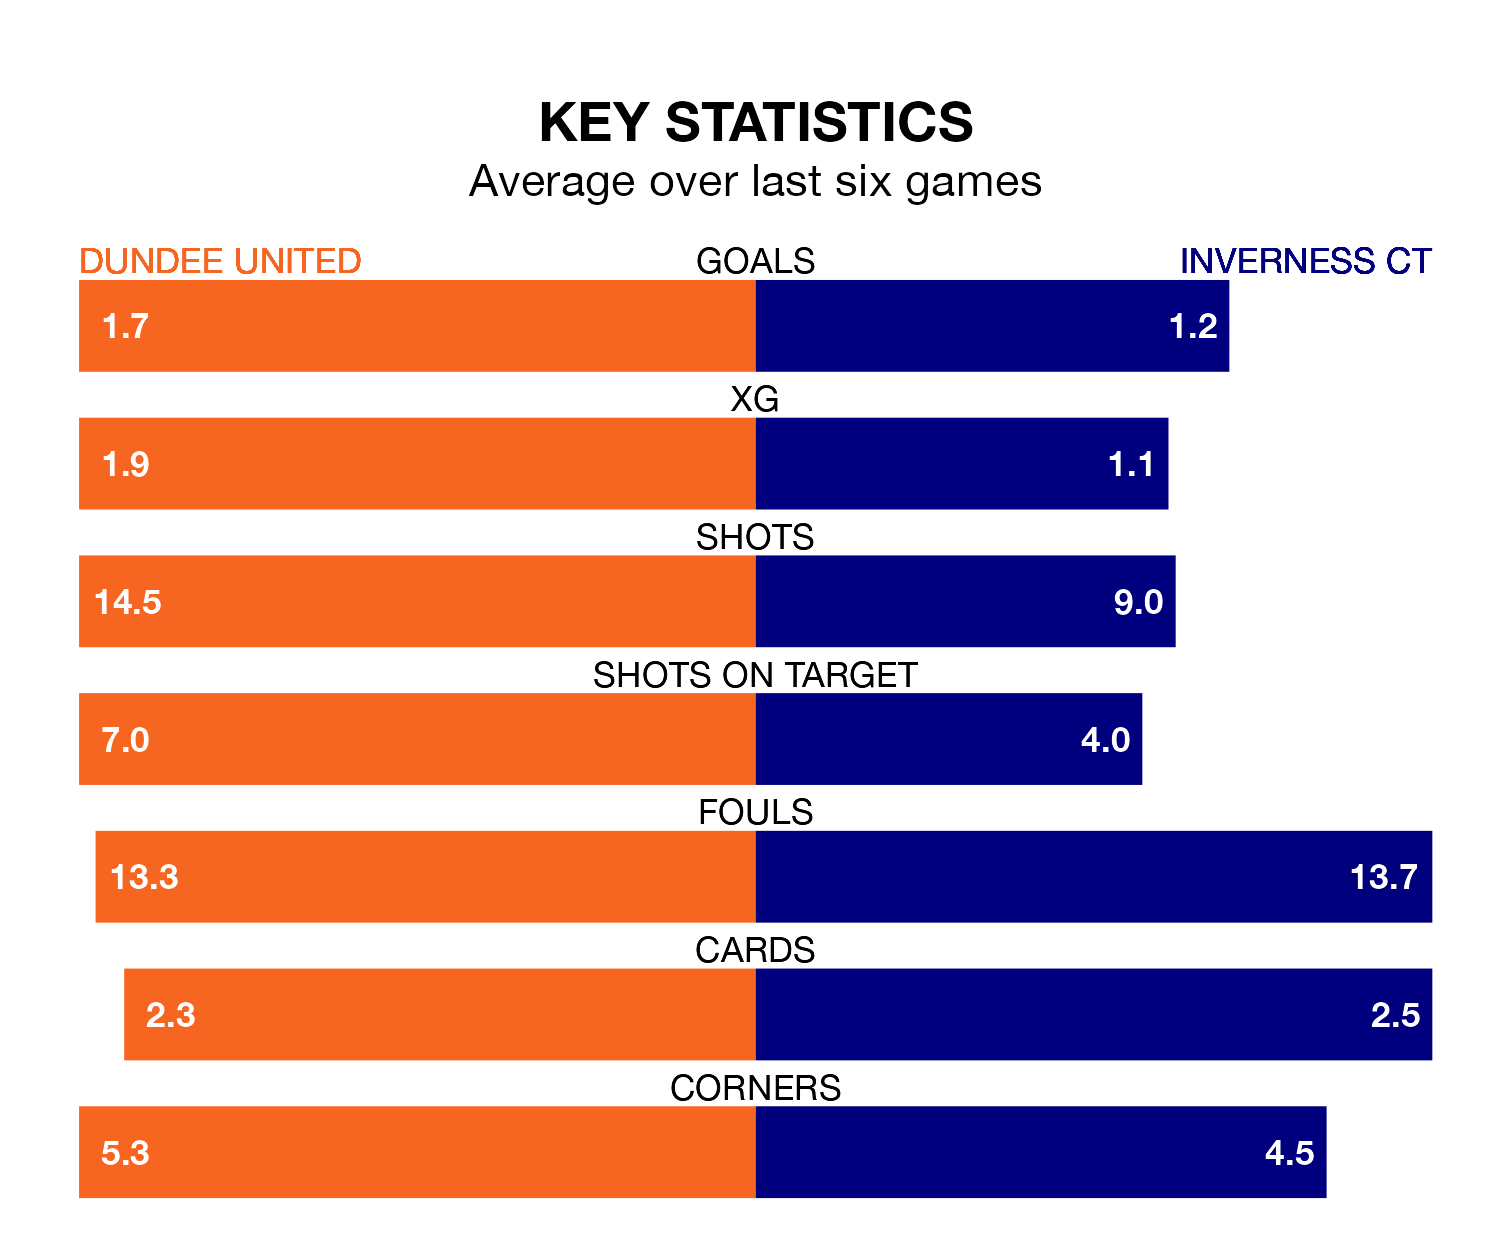 KEY STATISTICS
Average over last six games
DUNDEE UNITED GOALS INVERNESS CT
1.7 1.2
XG
1.9 1.1
SHOTS
14.5 9.0
SHOTS ON TARGET
7.0 4.0
FOULS
13.3 13.7
CARDS
2.3 2.5
CORNERS
5.3 4.5